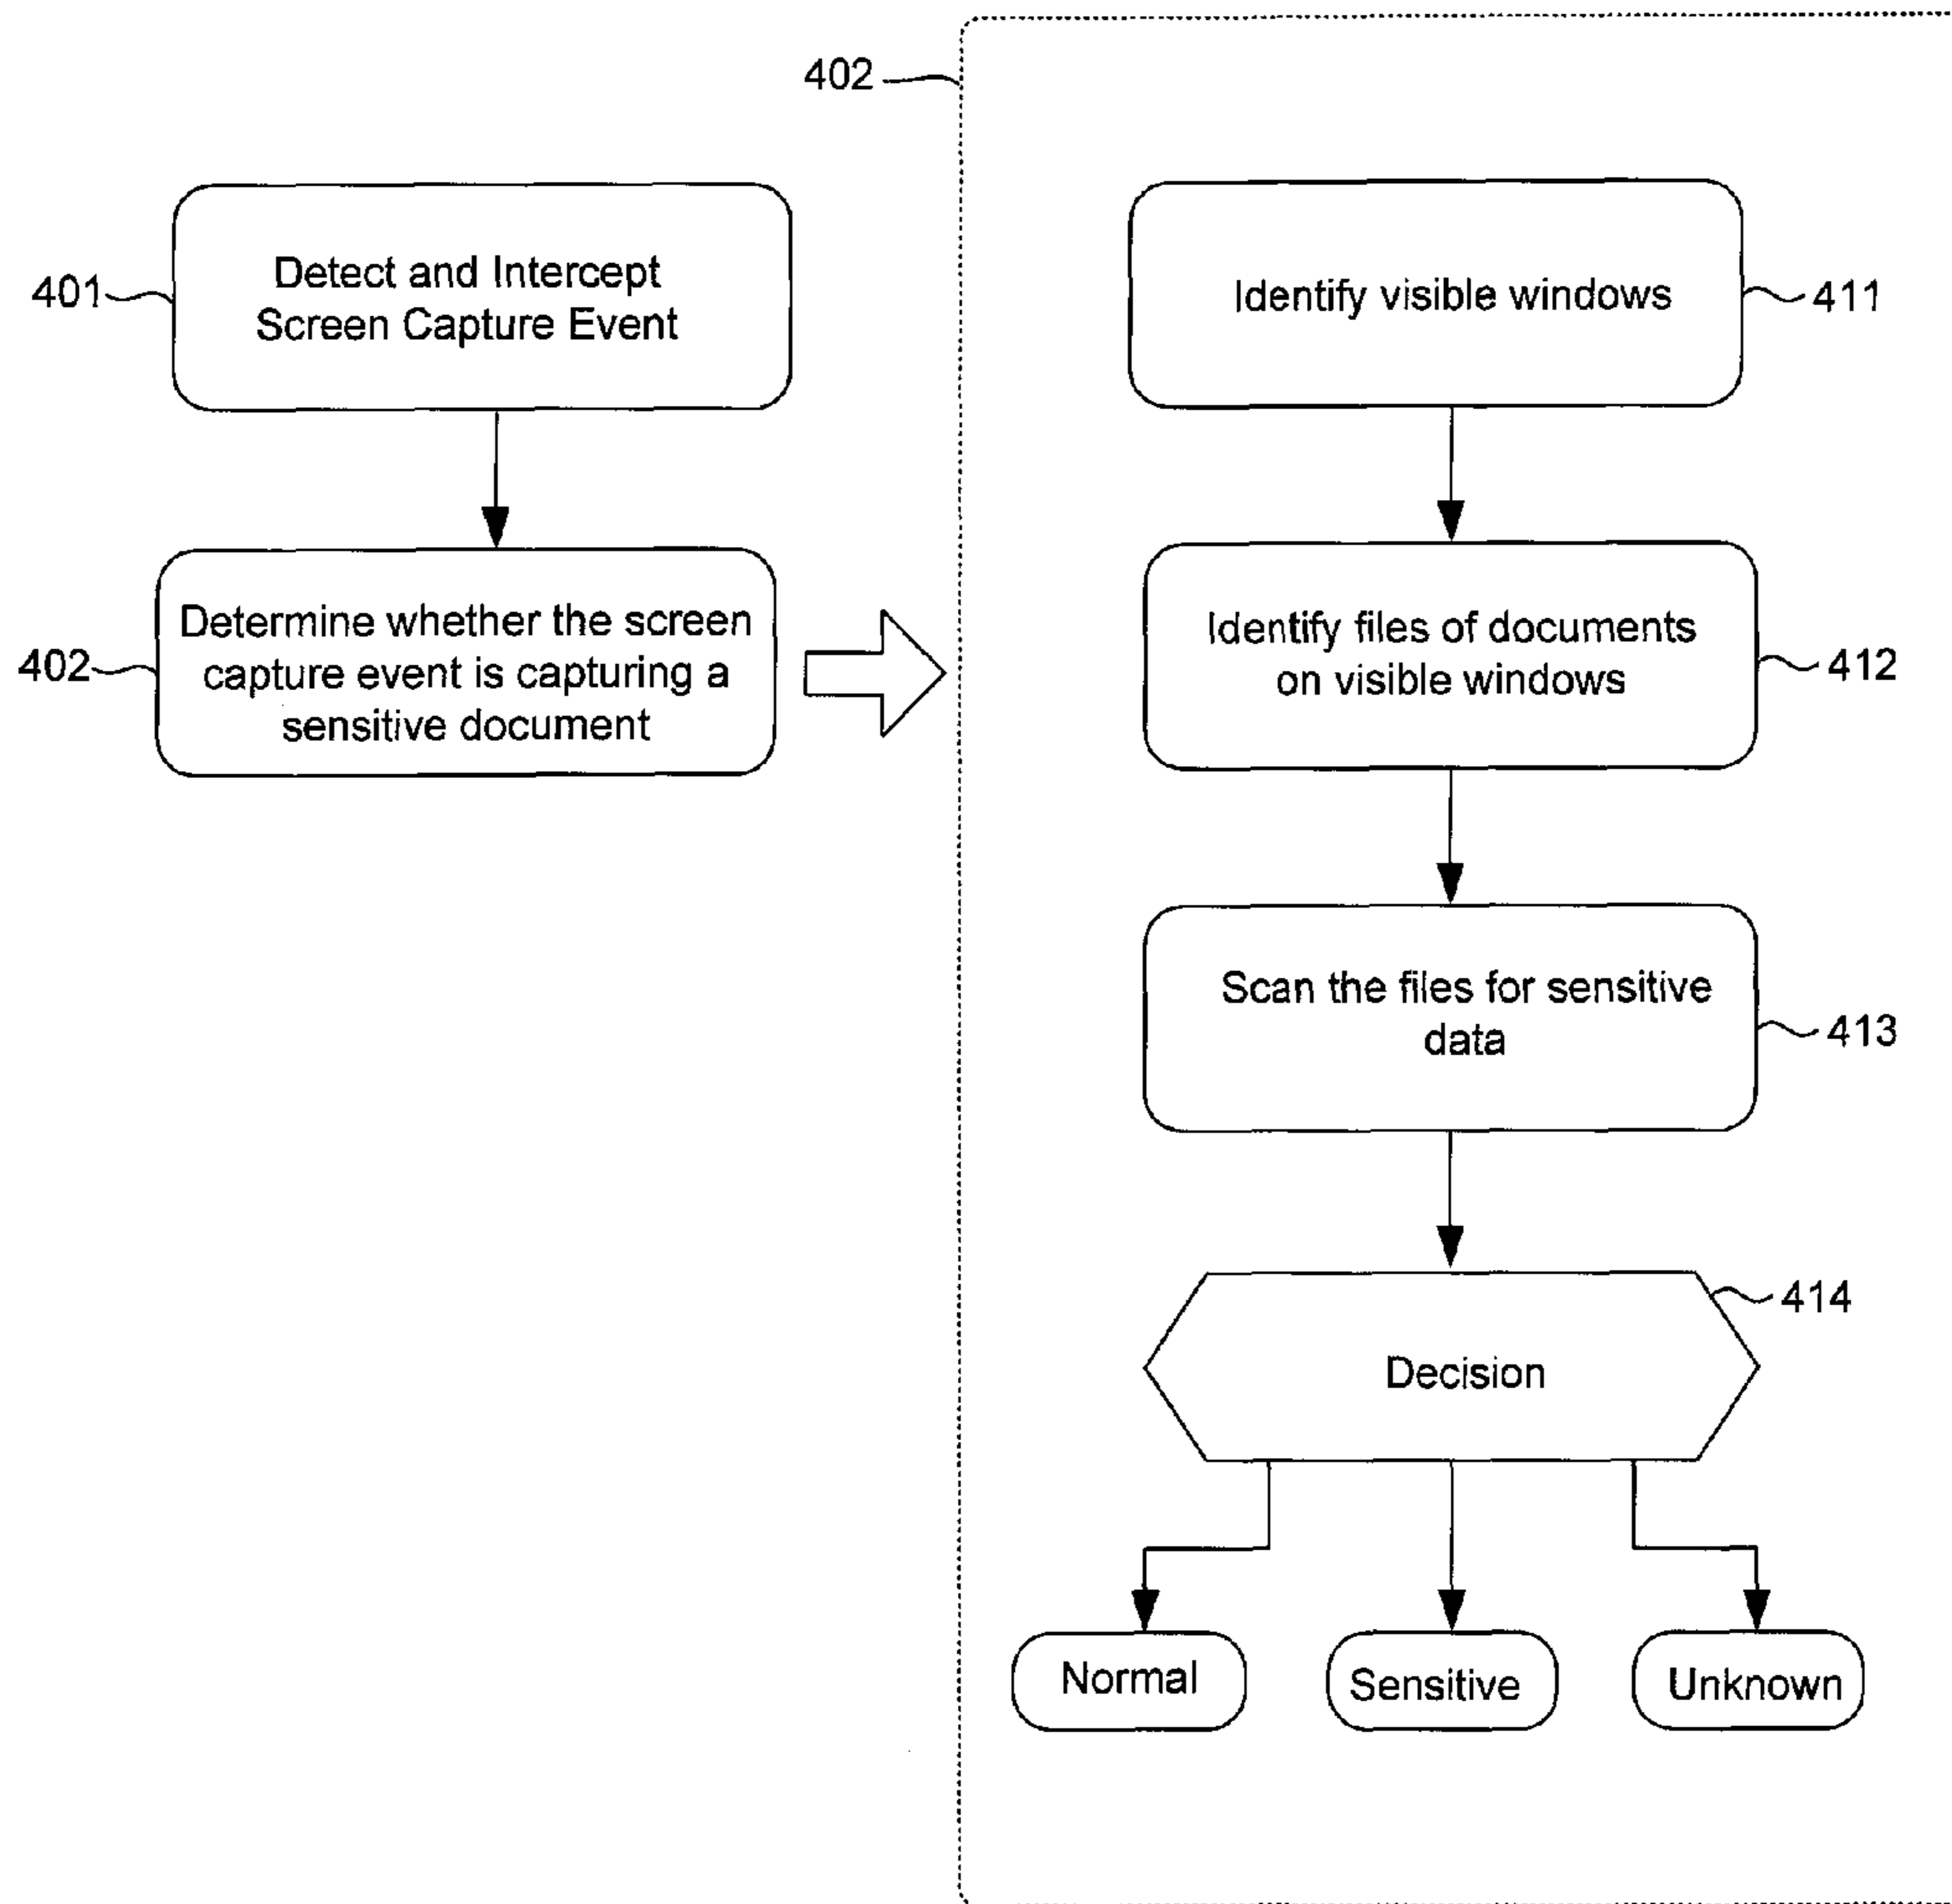 402
401
Detect and Intercept
Screen Capture Event
402
Determine whether the screen
capture event is capturing a
sensitive document
Identify visible windows
411
Identify files of documents
on visible windows
412
Scan the files for sensitive
data
413
414
Decision
Normal
Sensitive
Unknown